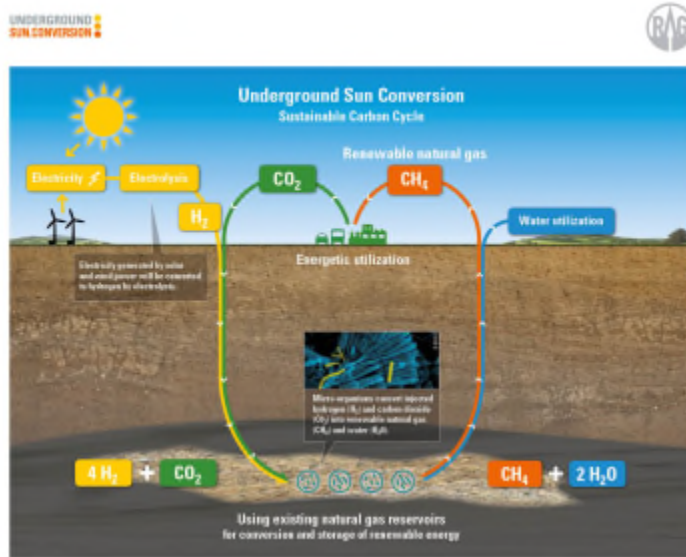 UNDERGROUND
SUN.CONVERSION
RAG
Underground Sun Conversion
Sustainable Carbon Cycle
Renewable natural gas
Electricity
Electrolysis
CO₂
CH₄
H₂
Water utilization
Energetic utilization
Electricity generated by solar
and wind power will be converted
to hydrogen by electrolysis.
Micro-organisms convert injected
hydrogen (H₂) and carbon dioxide
(CO₂) into renewable natural gas
(CH₄) and water (H₂O).
4 H₂ + CO₂
CH₄ + 2 H₂O
Using existing natural gas reservoirs
for conversion and storage of renewable energy